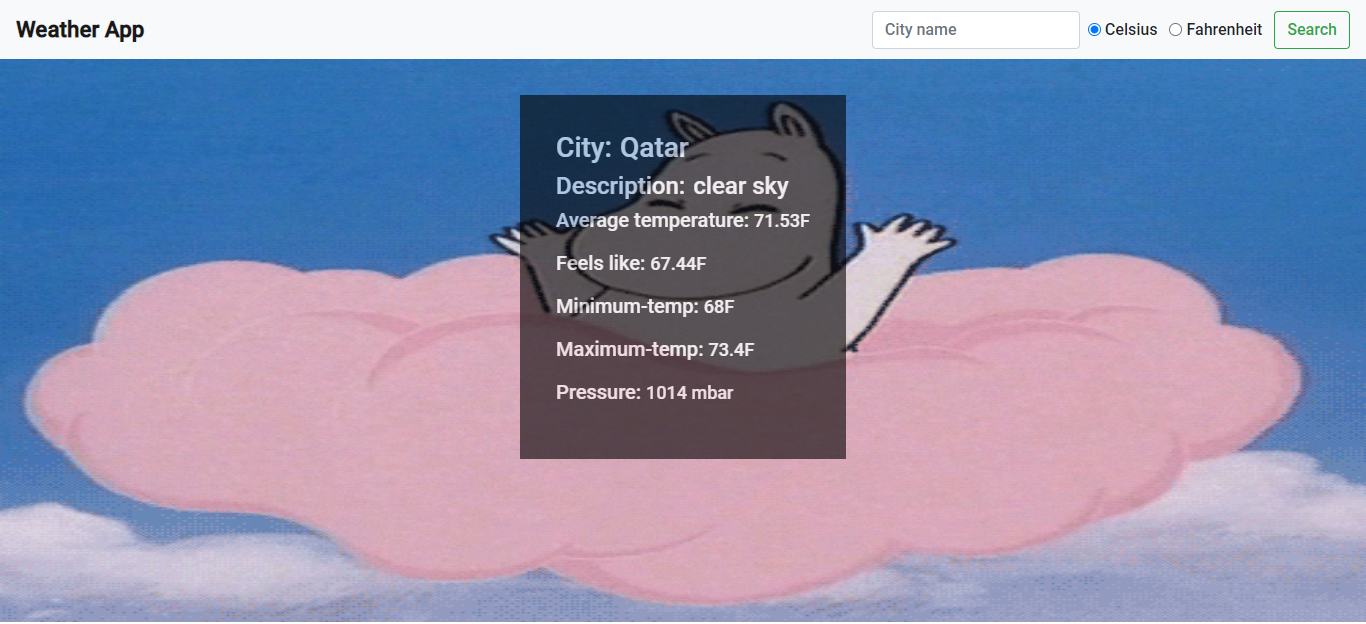 Weather App
City name
Celsius
Fahrenheit
Search
City: Qatar
Description: clear sky
Average temperature: 71.53F
Feels like: 67.44F
Minimum-temp: 68F
Maximum-temp: 73.4F
Pressure: 1014 mbar